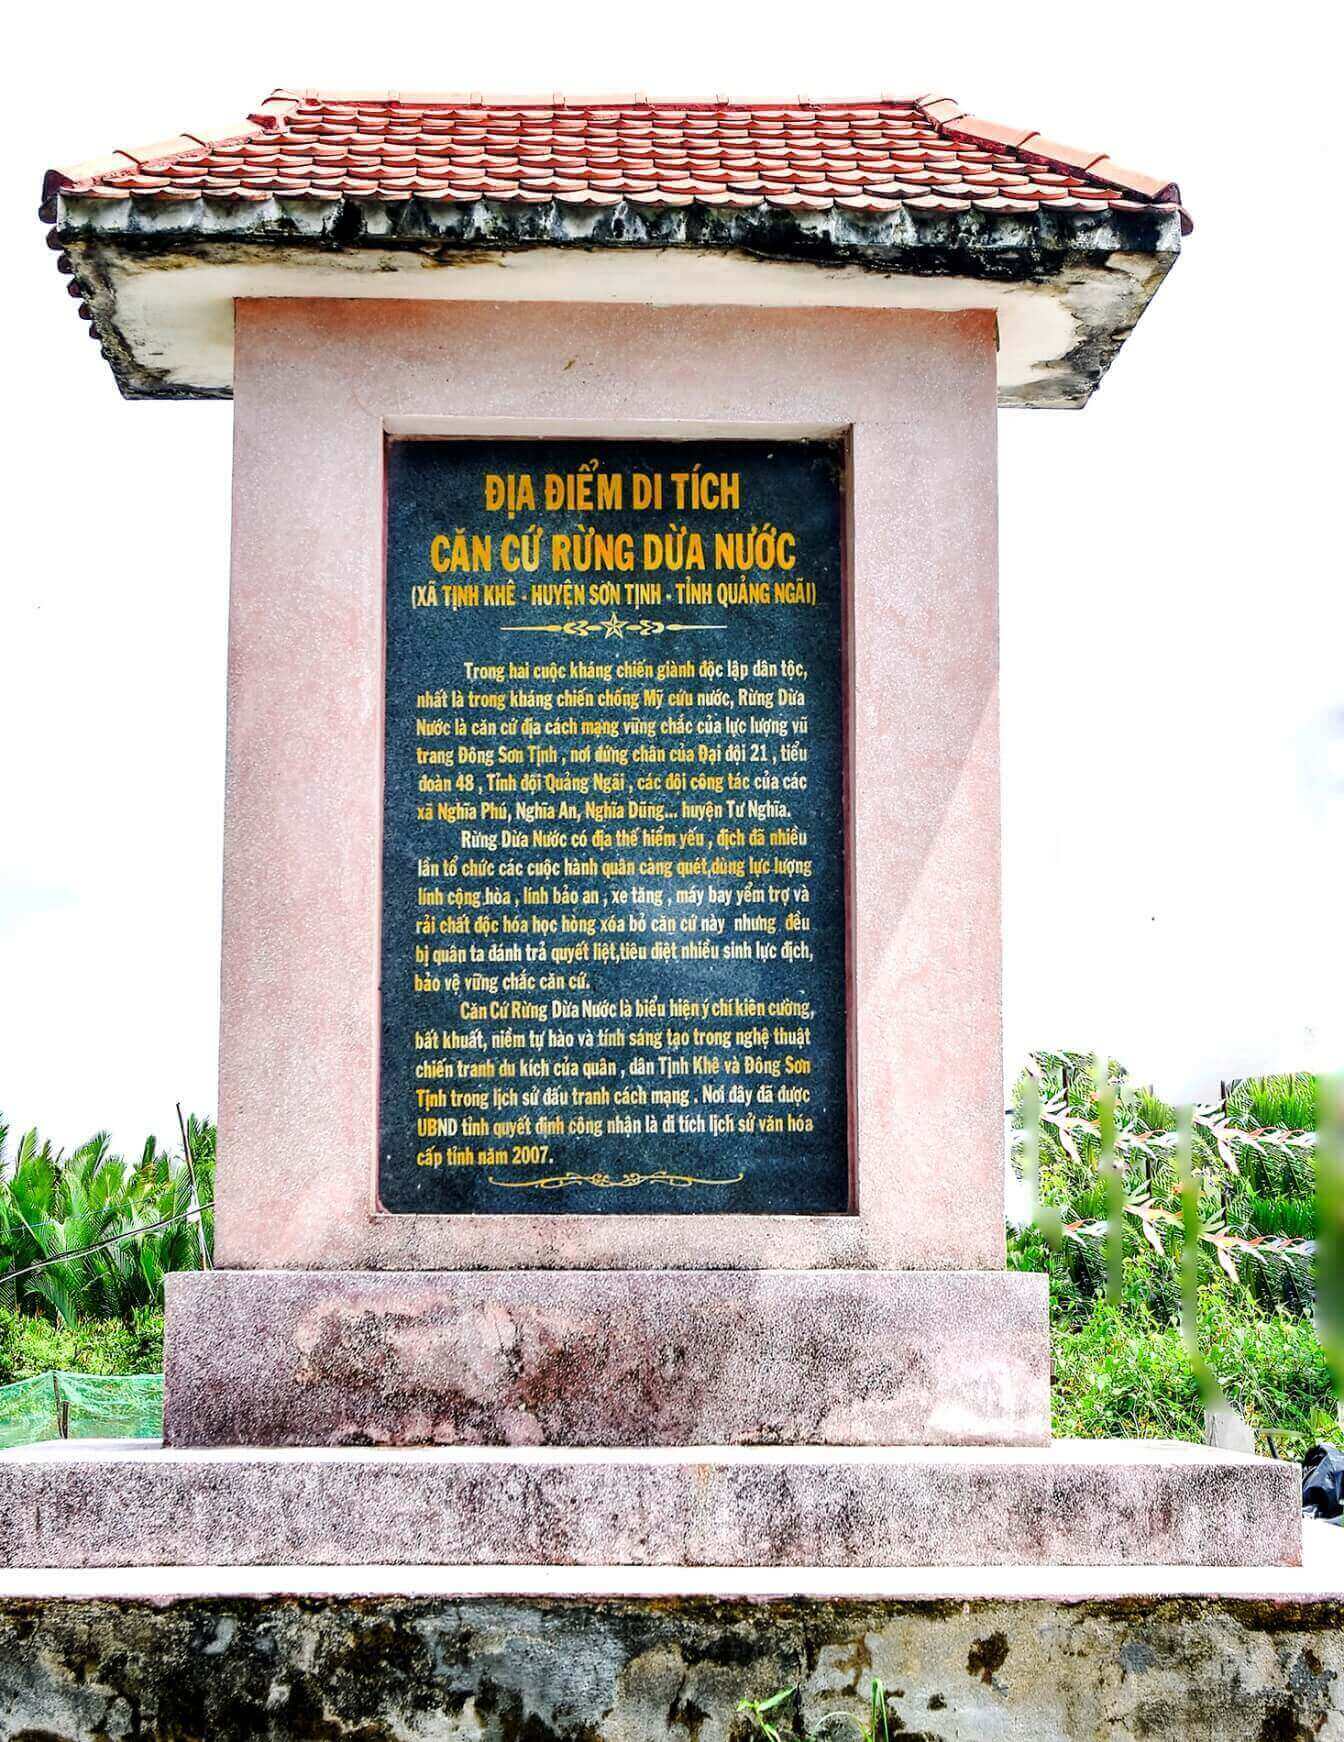 ĐỊA ĐIỂM DI TÍCH
CĂN CỨ RỪNG DỪA NƯỚC
(XÃ TỊNH KHÊ - HUYỆN SƠN TỊNH - TỈNH QUẢNG NGÃI)
Trong hai cuộc kháng chiến giành độc lập dân tộc,
nhất là trong kháng chiến chống Mỹ cứu nước, Rừng Dừa
Nước là căn cứ địa cách mạng vững chắc của lực lượng vũ
trang Đông Sơn Tịnh , nơi đứng chân của Đại đội 21 , tiểu
đoàn 48 , Tỉnh đội Quảng Ngãi , các đội công tác của các
xã Nghĩa Phú, Nghĩa An, Nghĩa Dũng... huyện Tư Nghĩa.
Rừng Dừa Nước có địa thế hiểm yếu , địch đã nhiều
lần tổ chức các cuộc hành quân càng quét,dùng lực lượng
lính cộng hòa , lính bảo an , xe tăng , máy bay yểm trợ và
rải chất độc hóa học hòng xóa bỏ căn cứ này nhưng đều
bị quân ta đánh trả quyết liệt,tiêu diệt nhiều sinh lực địch,
bảo vệ vững chắc căn cứ.
Căn Cứ Rừng Dừa Nước là biểu hiện ý chí kiên cường,
bất khuất, niềm tự hào và tính sáng tạo trong nghệ thuật
chiến tranh du kích của quân , dân Tịnh Khê và Đông Sơn
Tịnh trong lịch sử đấu tranh cách mạng . Nơi đây đã được
UBND tỉnh quyết định công nhận là di tích lịch sử văn hóa
cấp tỉnh năm 2007.